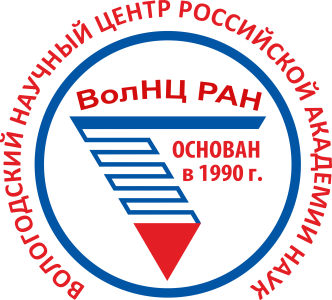 ВОЛОГОДСКИЙ НАУЧНЫЙ ЦЕНТР РОССИЙСКОЙ АКАДЕМИИ НАУК
ВолНЦ РАН
ОСНОВАН
в 1990 г.